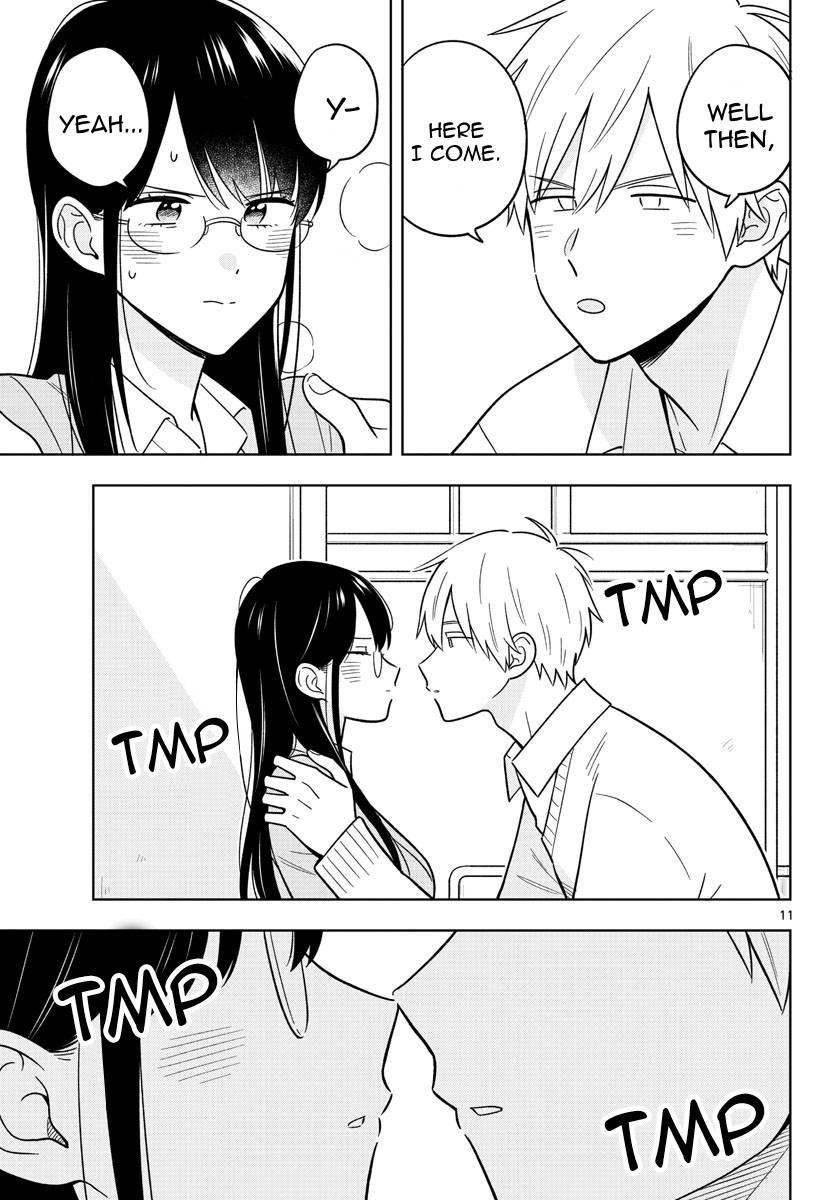 WELL
THEN,
HERE
I COME.
Y-
YEAH...
TMP
TMP
11
TMP
TMP